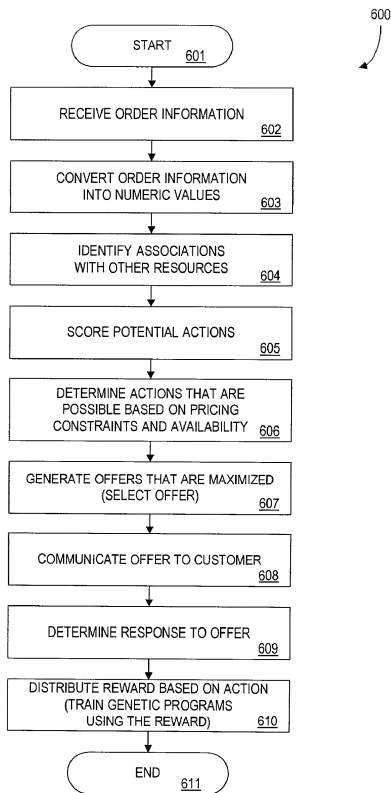 600
START
601
RECEIVE ORDER INFORMATION
602
CONVERT ORDER INFORMATION
INTO NUMERIC VALUES
603
IDENTIFY ASSOCIATIONS
WITH OTHER RESOURCES
604
SCORE POTENTIAL ACTIONS
605
DETERMINE ACTIONS THAT ARE
POSSIBLE BASED ON PRICING
CONSTRAINTS AND AVAILABILITY
606
GENERATE OFFERS THAT ARE MAXIMIZED
(SELECT OFFER)
607
COMMUNICATE OFFER TO CUSTOMER
608
DETERMINE RESPONSE TO OFFER
609
DISTRIBUTE REWARD BASED ON ACTION
(TRAIN GENETIC PROGRAMS
USING THE REWARD)
610
END
611